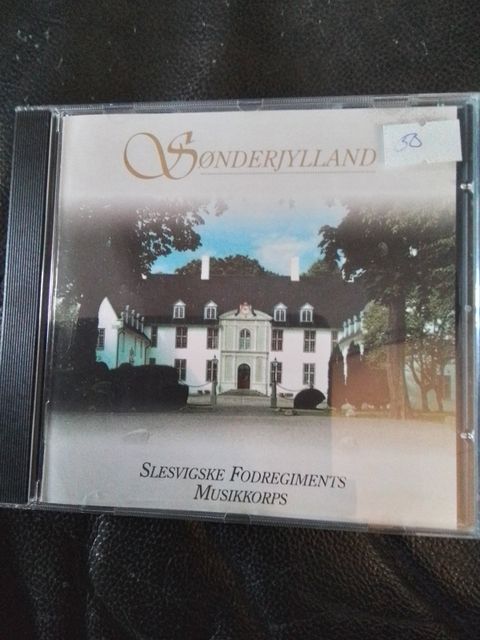 SØNDERJYLLAND
50
SLESVIGSKE FODREGIMENTS
MUSIKKORPS